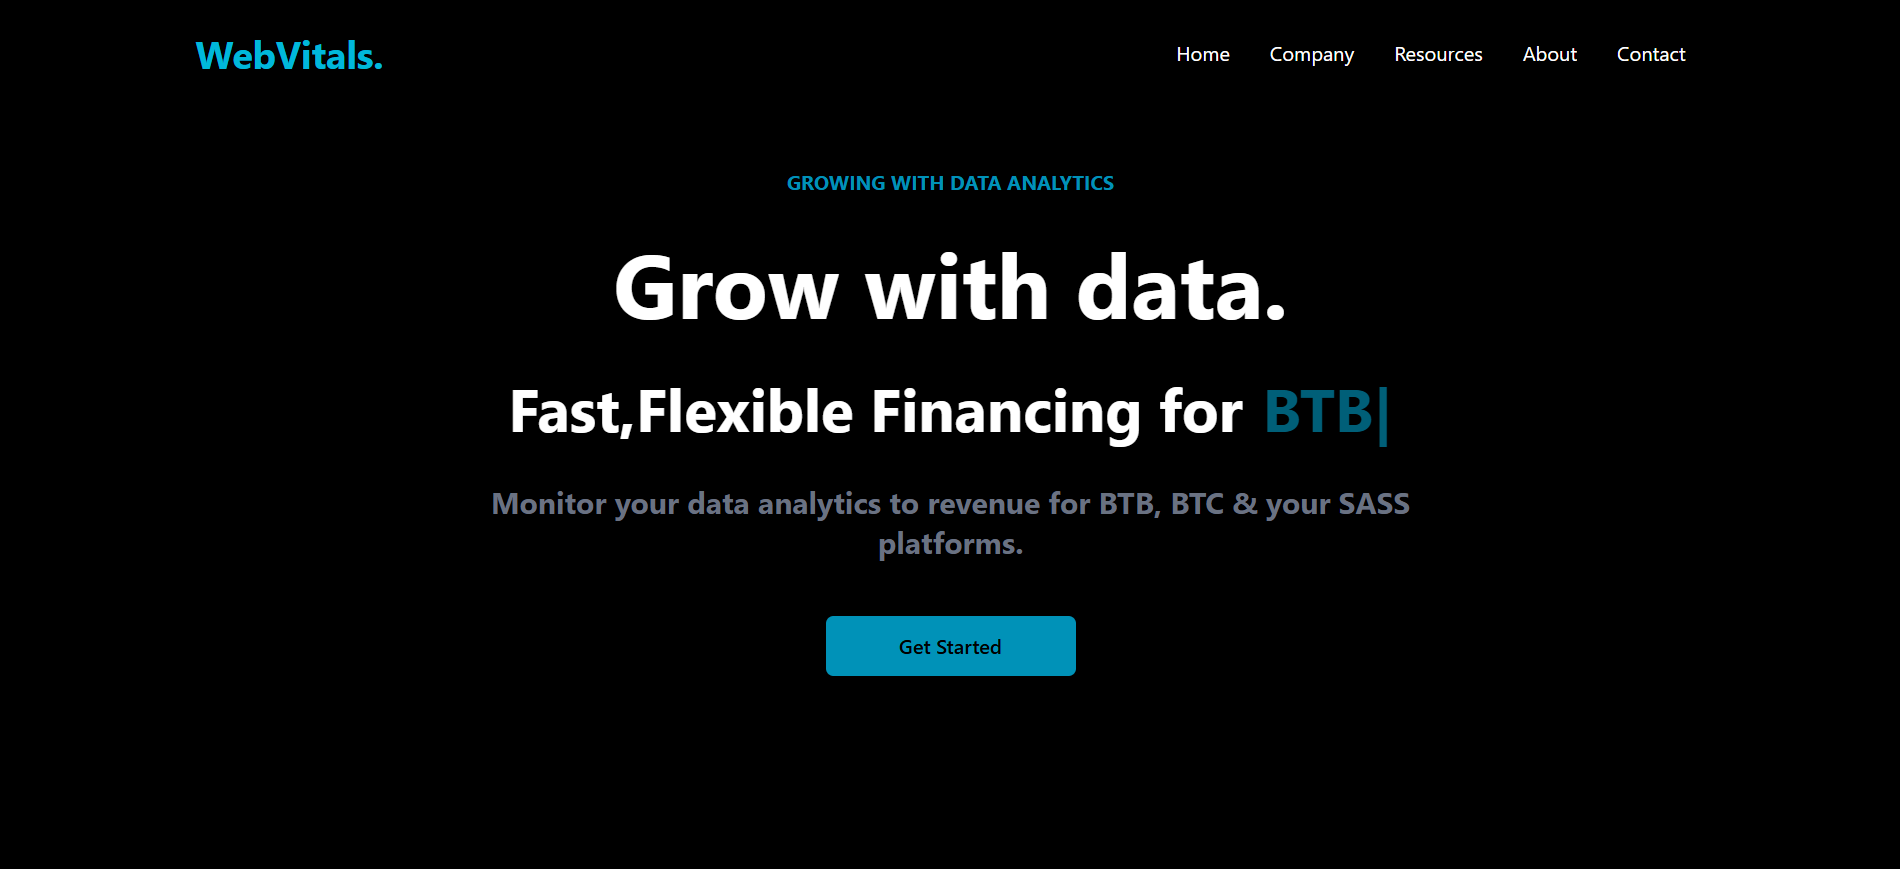 WebVitals.
Home Company Resources About Contact
GROWING WITH DATA ANALYTICS
Grow with data.
Fast,Flexible Financing for BTB|
Monitor your data analytics to revenue for BTB, BTC & your SASS
platforms.
Get Started